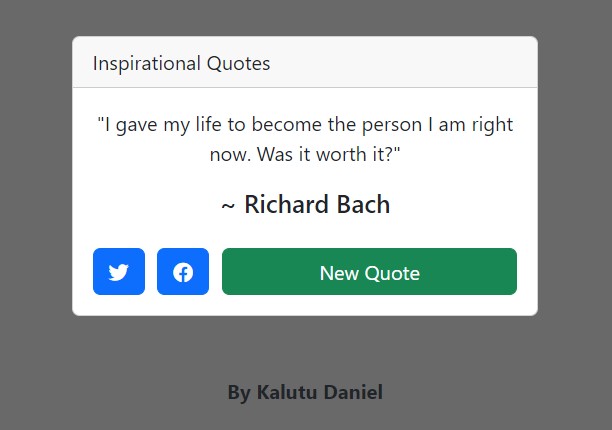 Inspirational Quotes
"I gave my life to become the person I am right
now. Was it worth it?"
~ Richard Bach
New Quote
By Kalutu Daniel